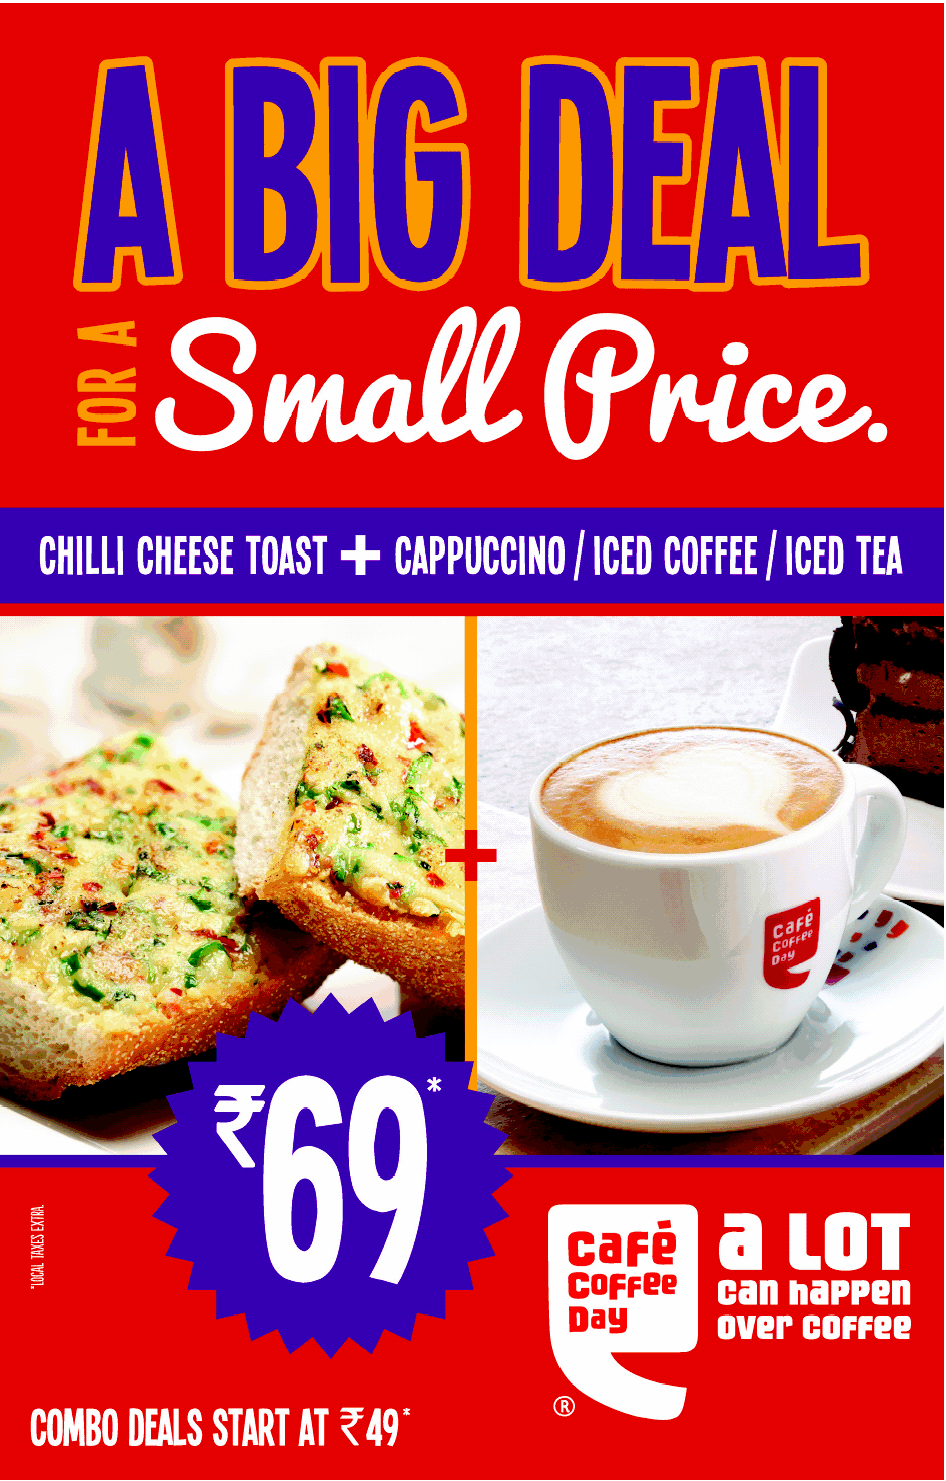 A BIG DEAL
FOR A Small Price.
CHILLI CHEESE TOAST + CAPPUCCINO / ICED COFFEE / ICED TEA
café
coffee
Day
+
₹69*
*LOCAL TAXES EXTRA.
café
coffee
Day
a LOT
can happen
over coffee
®
COMBO DEALS START AT ₹49*